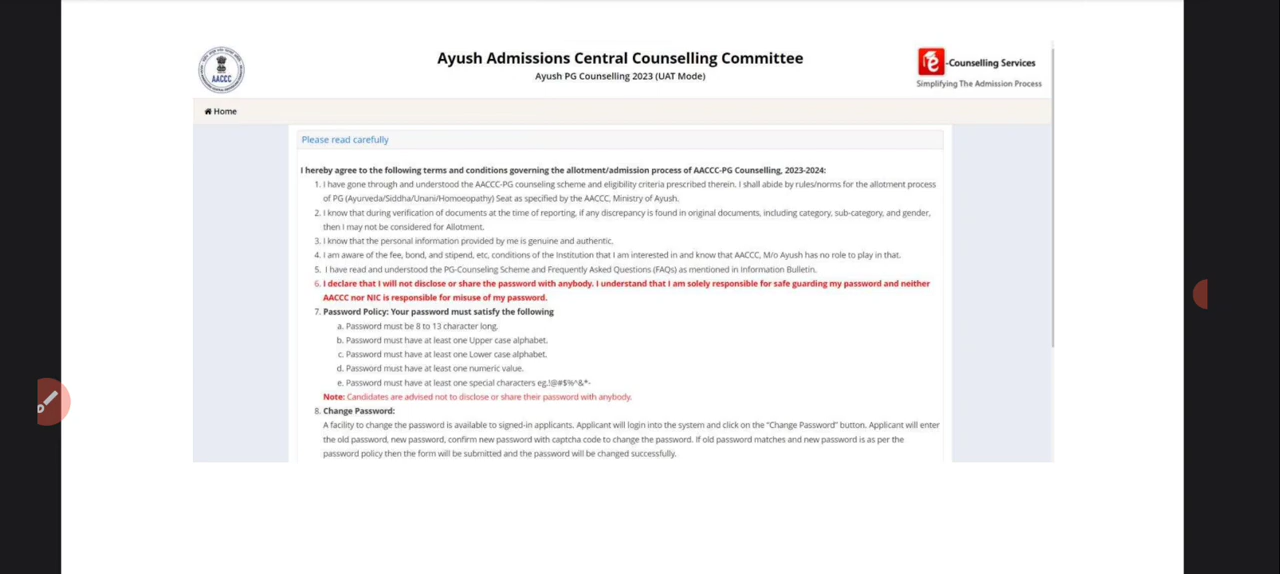 Ayush Admissions Central Counselling Committee
Ayush PG Counselling 2023 (UAT Mode)
AACCC
e-Counselling Services
Simplifying The Admission Process
Home
Please read carefully
I hereby agree to the following terms and conditions governing the allotment/admission process of AACCC-PG Counselling, 2023-2024:
1. I have gone through and understood the AACCC-PG counseling scheme and eligibility criteria prescribed therein. I shall abide by rules/norms for the allotment process
of PG (Ayurveda/Siddha/Unani/Homoeopathy) Seat as specified by the AACCC, Ministry of Ayush.
2. I know that during verification of documents at the time of reporting, if any discrepancy is found in original documents, including category, sub-category, and gender,
then I may not be considered for Allotment.
3. I know that the personal information provided by me is genuine and authentic.
4. I am aware of the fee, bond, and stipend, etc, conditions of the Institution that I am interested in and know that AACCC, M/o Ayush has no role to play in that.
5. I have read and understood the PG-Counseling Scheme and Frequently Asked Questions (FAQs) as mentioned in Information Bulletin.
6. I declare that I will not disclose or share the password with anybody. I understand that I am solely responsible for safe guarding my password and neither
AACCC nor NIC is responsible for misuse of my password.
7. Password Policy: Your password must satisfy the following
a. Password must be 8 to 13 character long.
b. Password must have at least one Upper case alphabet.
c. Password must have at least one Lower case alphabet.
d. Password must have at least one numeric value.
e. Password must have at least one special characters eg.!@#$%^&*-
Note: Candidates are advised not to disclose or share their password with anybody.
8. Change Password:
A facility to change the password is available to signed-in applicants. Applicant will login into the system and click on the "Change Password" button. Applicant will enter
the old password, new password, confirm new password with captcha code to change the password. If old password matches and new password is as per the
password policy then the form will be submitted and the password will be changed successfully.